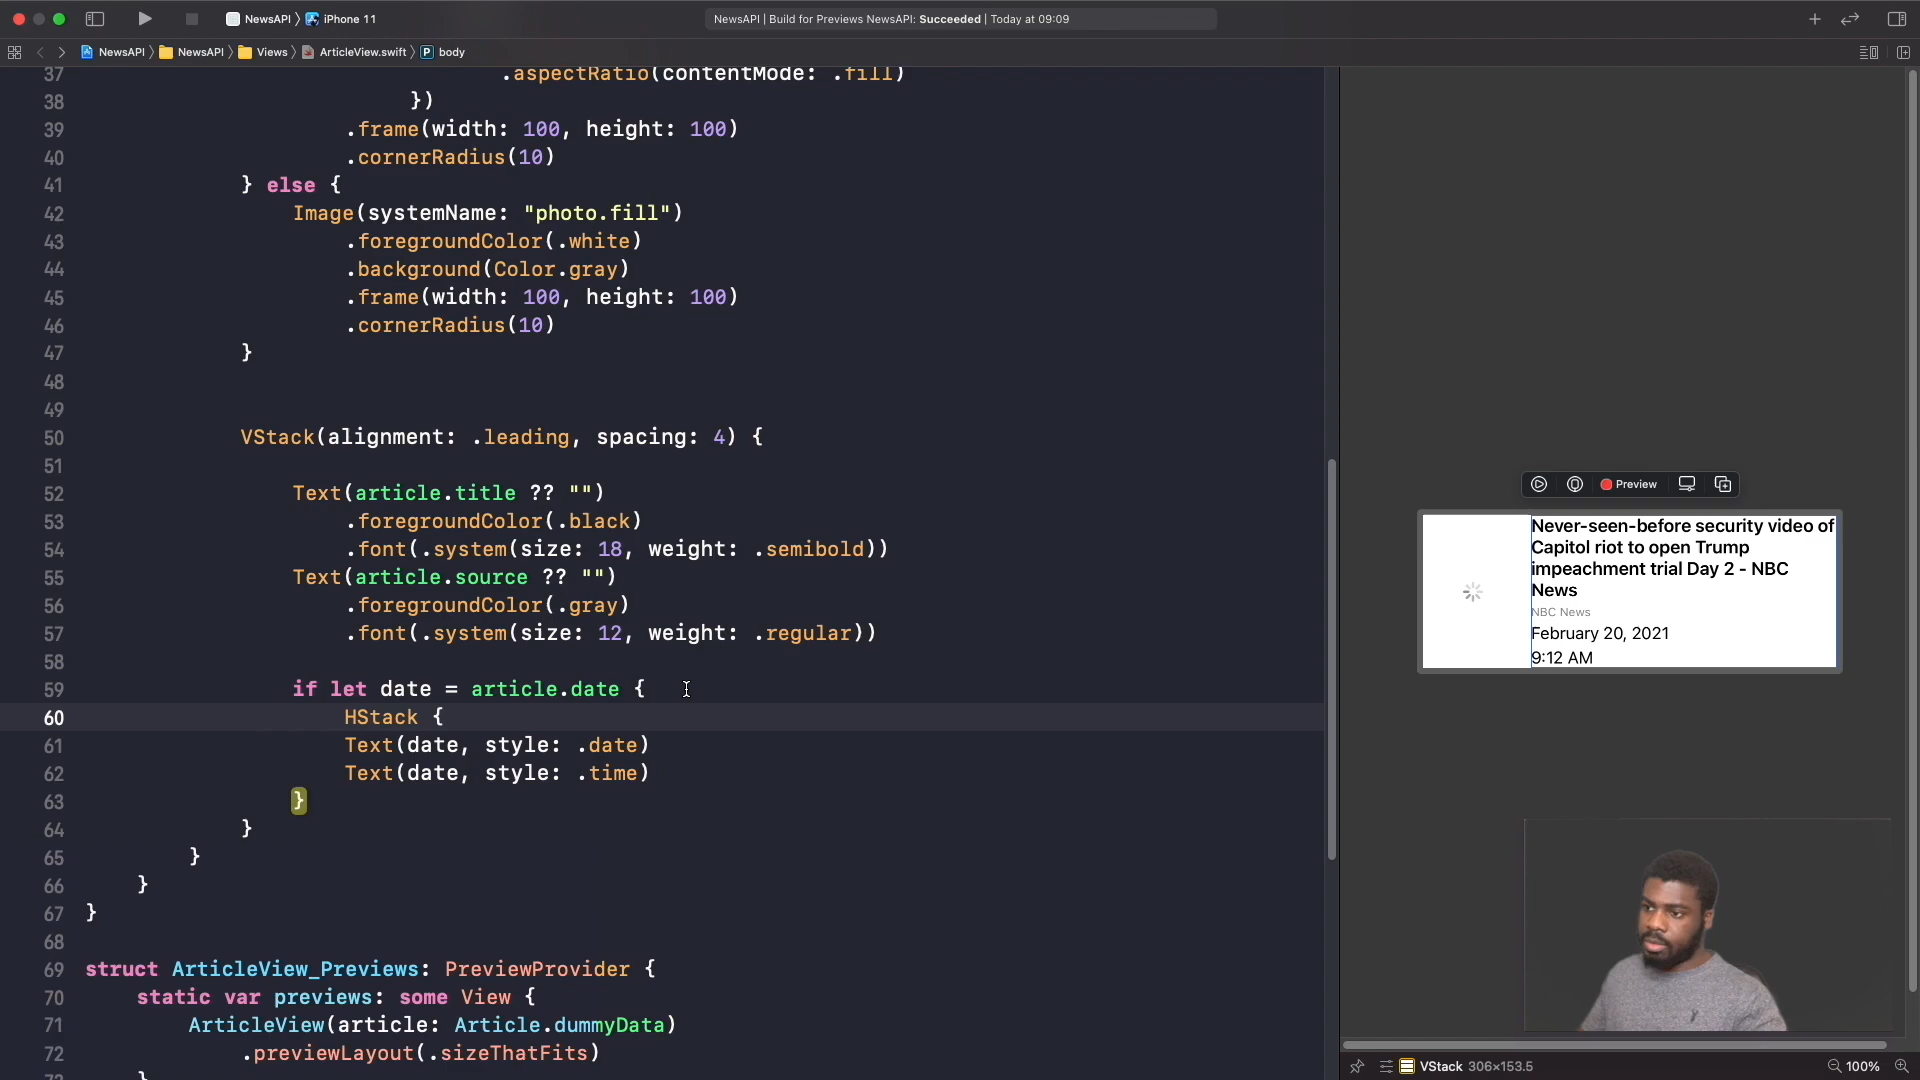 NewsAPI 〉 iPhone 11
NewsAPI | Build for Previews NewsAPI: Succeeded | Today at 09:09
NewsAPI 〉 NewsAPI 〉 Views 〉 ArticleView.swift 〉 P body
37 .aspectRatio(contentMode: .fill)
38 })
39 .frame(width: 100, height: 100)
40 .cornerRadius(10)
41 } else {
42 Image(systemName: "photo.fill")
43 .foregroundColor(.white)
44 .background(Color.gray)
45 .frame(width: 100, height: 100)
46 .cornerRadius(10)
47 }
48
49
50 VStack(alignment: .leading, spacing: 4) {
51
52 Text(article.title ?? "")
53 .foregroundColor(.black)
54 .font(.system(size: 18, weight: .semibold))
55 Text(article.source ?? "")
56 .foregroundColor(.gray)
57 .font(.system(size: 12, weight: .regular))
58
59 if let date = article.date {
60 HStack {
61 Text(date, style: .date)
62 Text(date, style: .time)
63 }
64 }
65 }
66 }
67 }
68
69 struct ArticleView_Previews: PreviewProvider {
70 static var previews: some View {
71 ArticleView(article: Article.dummyData)
72 .previewLayout(.sizeThatFits)
}
Preview
Never-seen-before security video of
Capitol riot to open Trump
impeachment trial Day 2 - NBC
News
NBC News
February 20, 2021
9:12 AM
VStack 306×153.5
100%